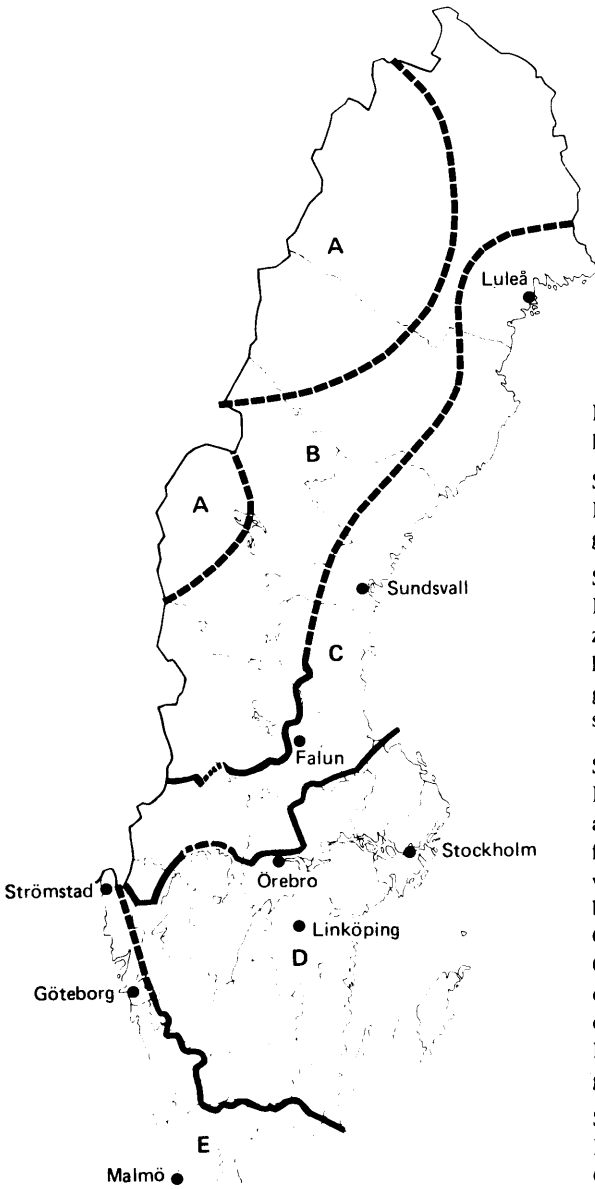 A
Luleå
B
A
Sundsvall
C
Falun
Stockholm
Örebro
Strömstad
Linköping
D
Göteborg
E
Malmö